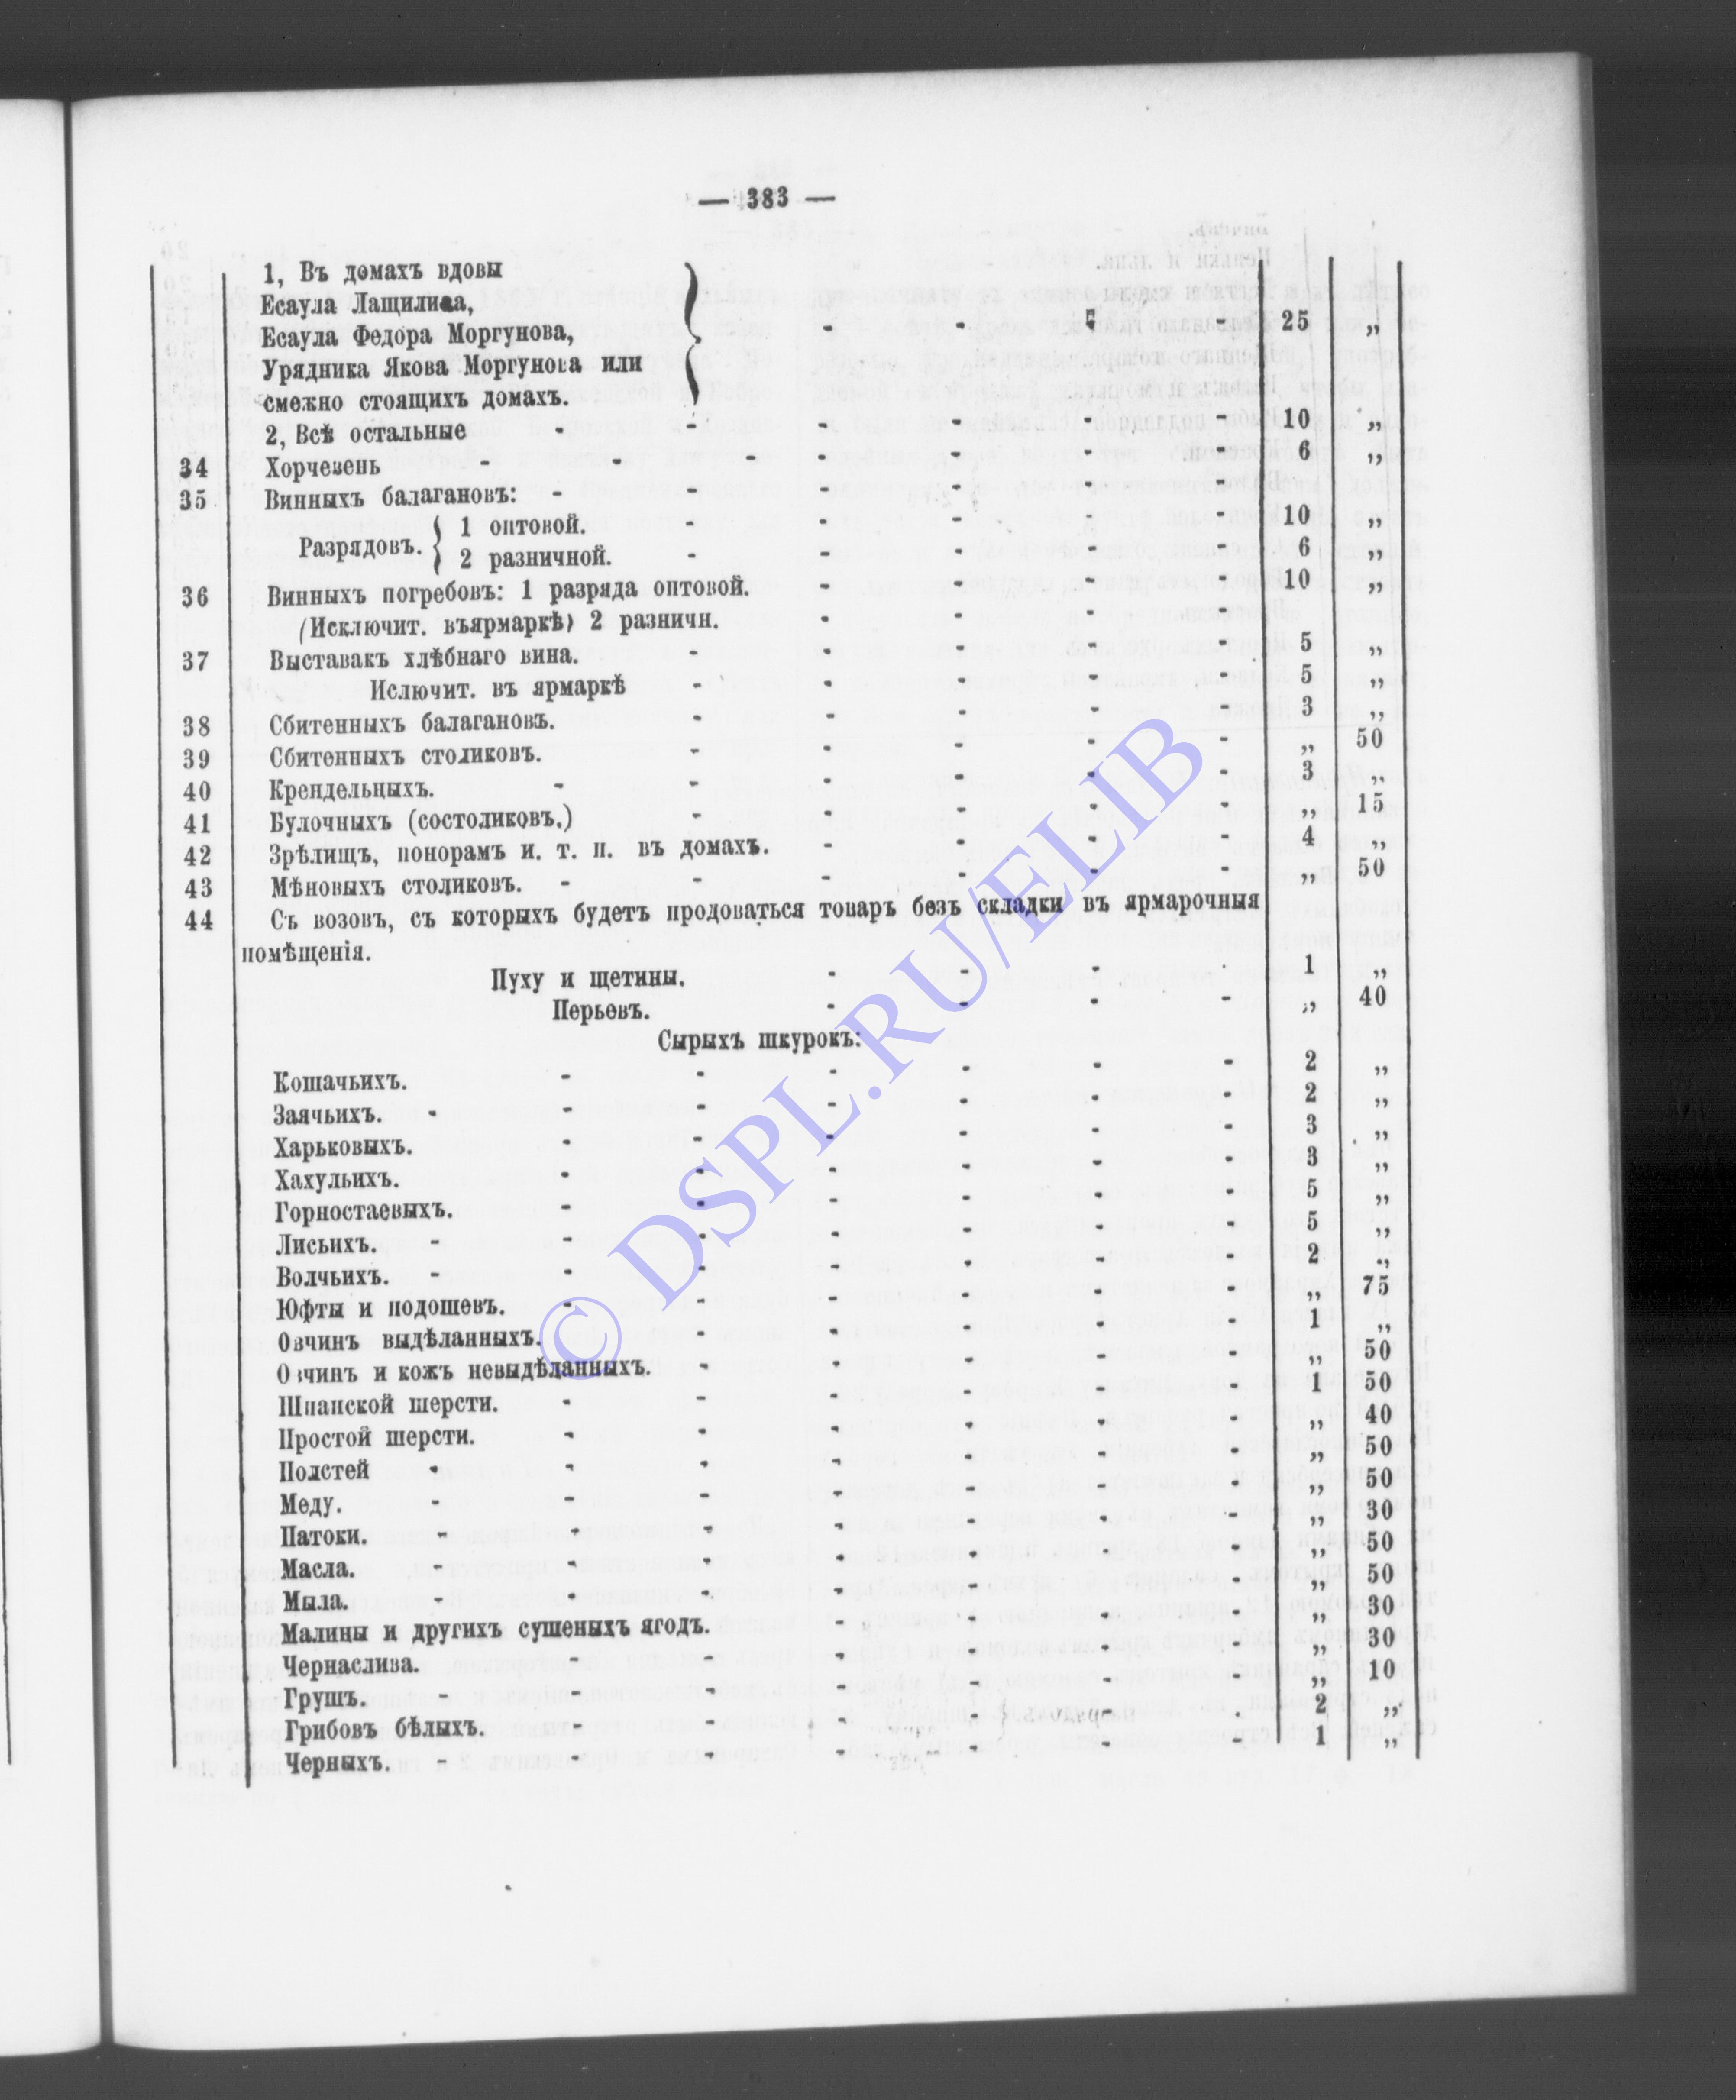 — 383 —
1, Въ домахъ вдовы
Есаула Лащилина,
Есаула Федора Моргунова, - - - - 25 „
Урядника Якова Моргунова или
смежно стоящихъ домахъ.
2, Всѣ остальные - - - - - - 10 „
34 Хорчевень - - - - - - - 6 „
35 Винныхъ балагановъ: - - - - -
Разрядовъ. { 1 оптовой. - - - - - 10 „
2 разничной. - - - - - 6 „
36 Винныхъ погребовъ: 1 разряда оптовой. - - - - 10 „
(Исключит. въярмаркѣ) 2 разничн. - - - - 5 „
37 Выставакъ хлѣбнаго вина. - - - - - 5 „
Ислючит. въ ярмаркѣ - - - - - 3 „
38 Сбитенныхъ балагановъ. - - - - - „ 50
39 Сбитенныхъ столиковъ. - - - - - 3 „
40 Крендельныхъ. - - - - - - „ 15
41 Булочныхъ (состоликовъ.) - - - - - 4 „
42 Зрѣлищъ, понорамъ и. т. п. въ домахъ. - - - - „ 50
43 Мѣновыхъ столиковъ. - - - - - -
44 Съ возовъ, съ которыхъ будетъ продоваться товаръ безъ складки въ ярмарочныя
помѣщенія.
Пуху и щетины. - - - - 1 „
Перьевъ. - - - - „ 40
Сырыхъ шкурокъ:
Кошачьихъ. - - - - - - 2 „
Заячьихъ. - - - - - - - 2 „
Харьковыхъ. - - - - - - 3 „
Хахульихъ. - - - - - - 3 „
Горностаевыхъ. - - - - - - 5 „
Лисьихъ. - - - - - - - 5 „
Волчьихъ. - - - - - - - 2 „
Юфты и подошевъ. - - - - - - „ 75
Овчинъ выдѣланныхъ. - - - - - 1 „
Овчинъ и кожъ невыдѣланныхъ. - - - - - „ 50
Шпанской шерсти. - - - - - - 1 50
Простой шерсти. - - - - - - „ 40
Полстей - - - - - - - „ 50
Меду. - - - - - - - „ 50
Патоки. - - - - - - - „ 30
Масла. - - - - - - - „ 50
Мыла. - - - - - - - „ 50
Малины и другихъ сушеныхъ ягодъ. - - - - „ 30
Чернаслива. - - - - - - „ 30
Грушъ. - - - - - - - „ 10
Грибовъ бѣлыхъ. - - - - - - 2 „
Черныхъ. - - - - - - - 1 „
© DSPL.RU/ELIB